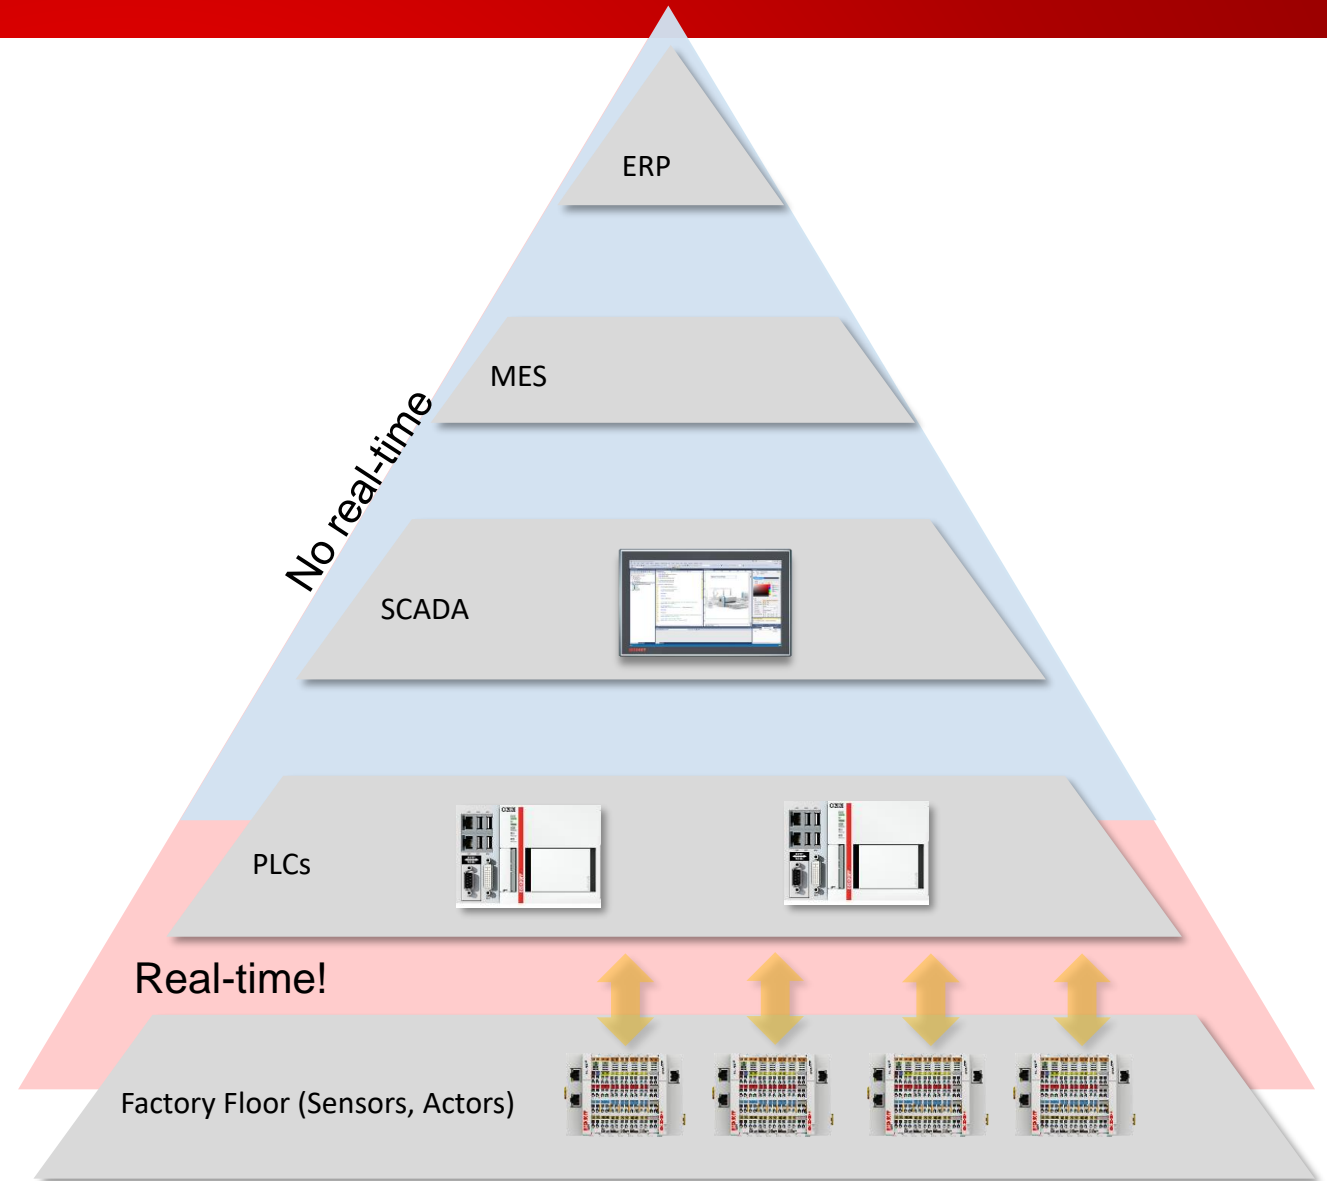 ERP
MES
No real-time
SCADA
PLCs
Real-time!
Factory Floor (Sensors, Actors)